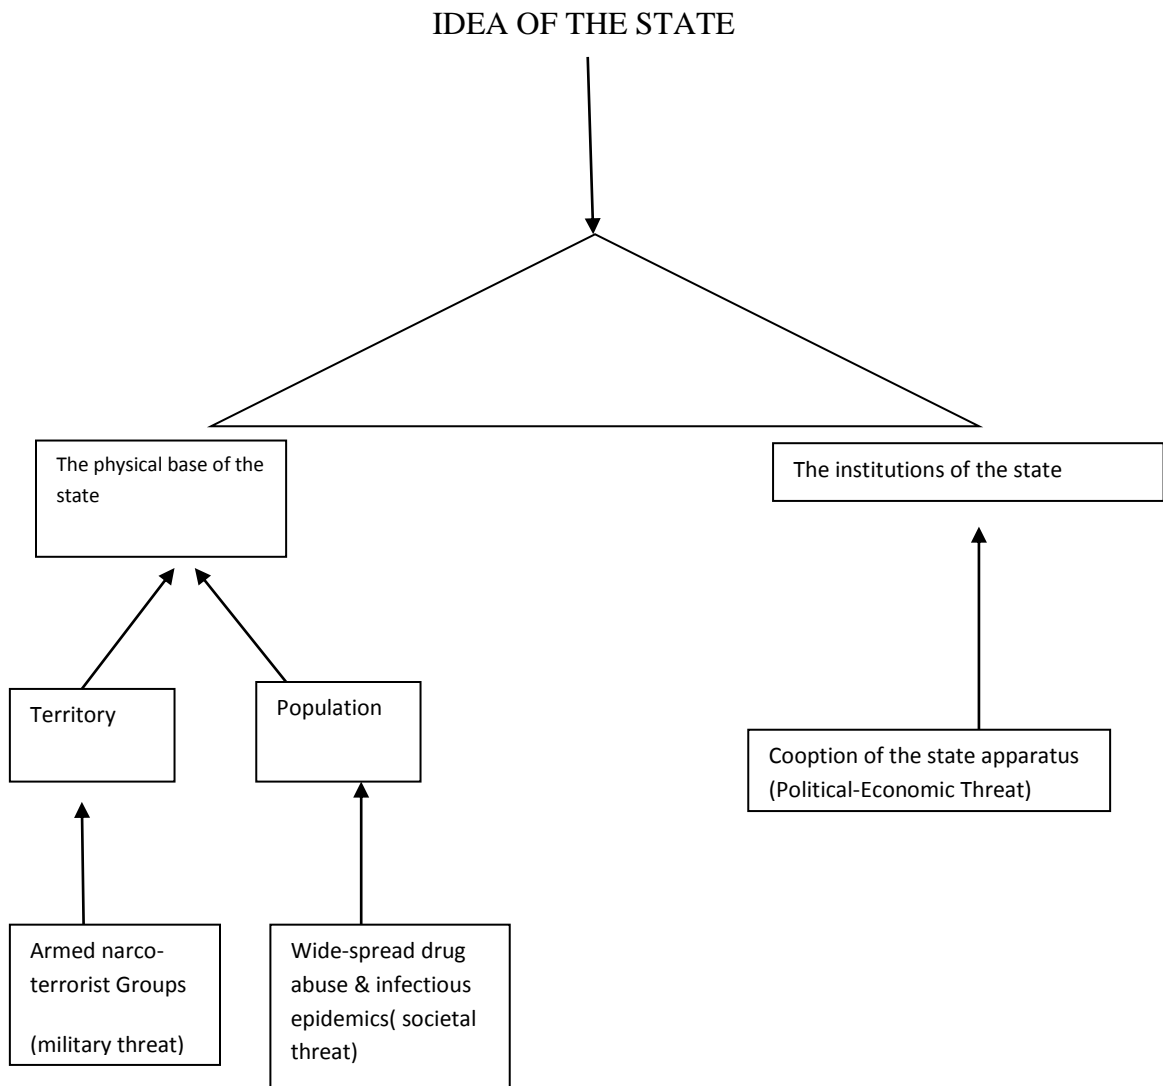 IDEA OF THE STATE
The physical base of the
state
The institutions of the state
Territory
Population
Cooption of the state apparatus
(Political-Economic Threat)
Armed narco-
terrorist Groups
(military threat)
Wide-spread drug
abuse & infectious
epidemics( societal
threat)